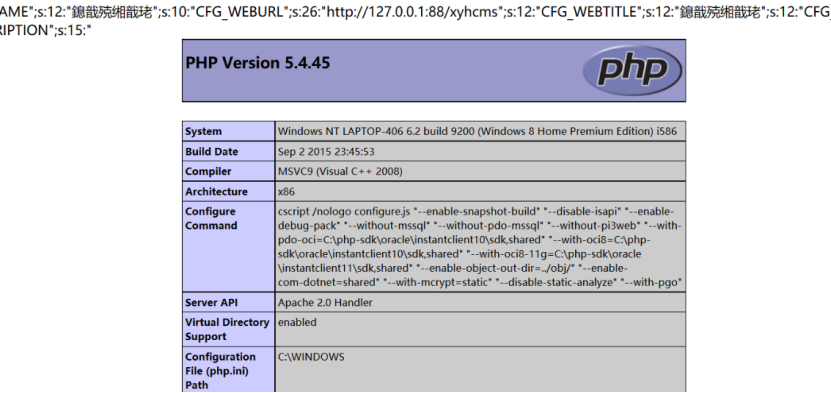 AME";s:12:"鎴戠殑缃戠珯";s:10:"CFG_WEBURL";s:26:"http://127.0.0.1:88/xyhcms";s:12:"CFG_WEBTITLE";s:12:"鎴戠殑缃戠珯";s:12:"CFG_
RIPTION";s:15:"
PHP Version 5.4.45
php
System Windows NT LAPTOP-406 6.2 build 9200 (Windows 8 Home Premium Edition) i586
Build Date Sep 2 2015 23:45:53
Compiler MSVC9 (Visual C++ 2008)
Architecture x86
Configure Command cscript /nologo configure.js "--enable-snapshot-build" "--disable-isapi" "--enable-
debug-pack" "--without-mssql" "--without-pdo-mssql" "--without-pi3web" "--with-
pdo-oci=C:\php-sdk\oracle\instantclient10\sdk,shared" "--with-oci8=C:\php-
sdk\oracle\instantclient10\sdk,shared" "--with-oci8-11g=C:\php-sdk\oracle
\instantclient11\sdk,shared" "--enable-object-out-dir=../obj/" "--enable-
com-dotnet=shared" "--with-mcrypt=static" "--disable-static-analyze" "--with-pgo"
Server API Apache 2.0 Handler
Virtual Directory Support enabled
Configuration File (php.ini) Path C:\WINDOWS